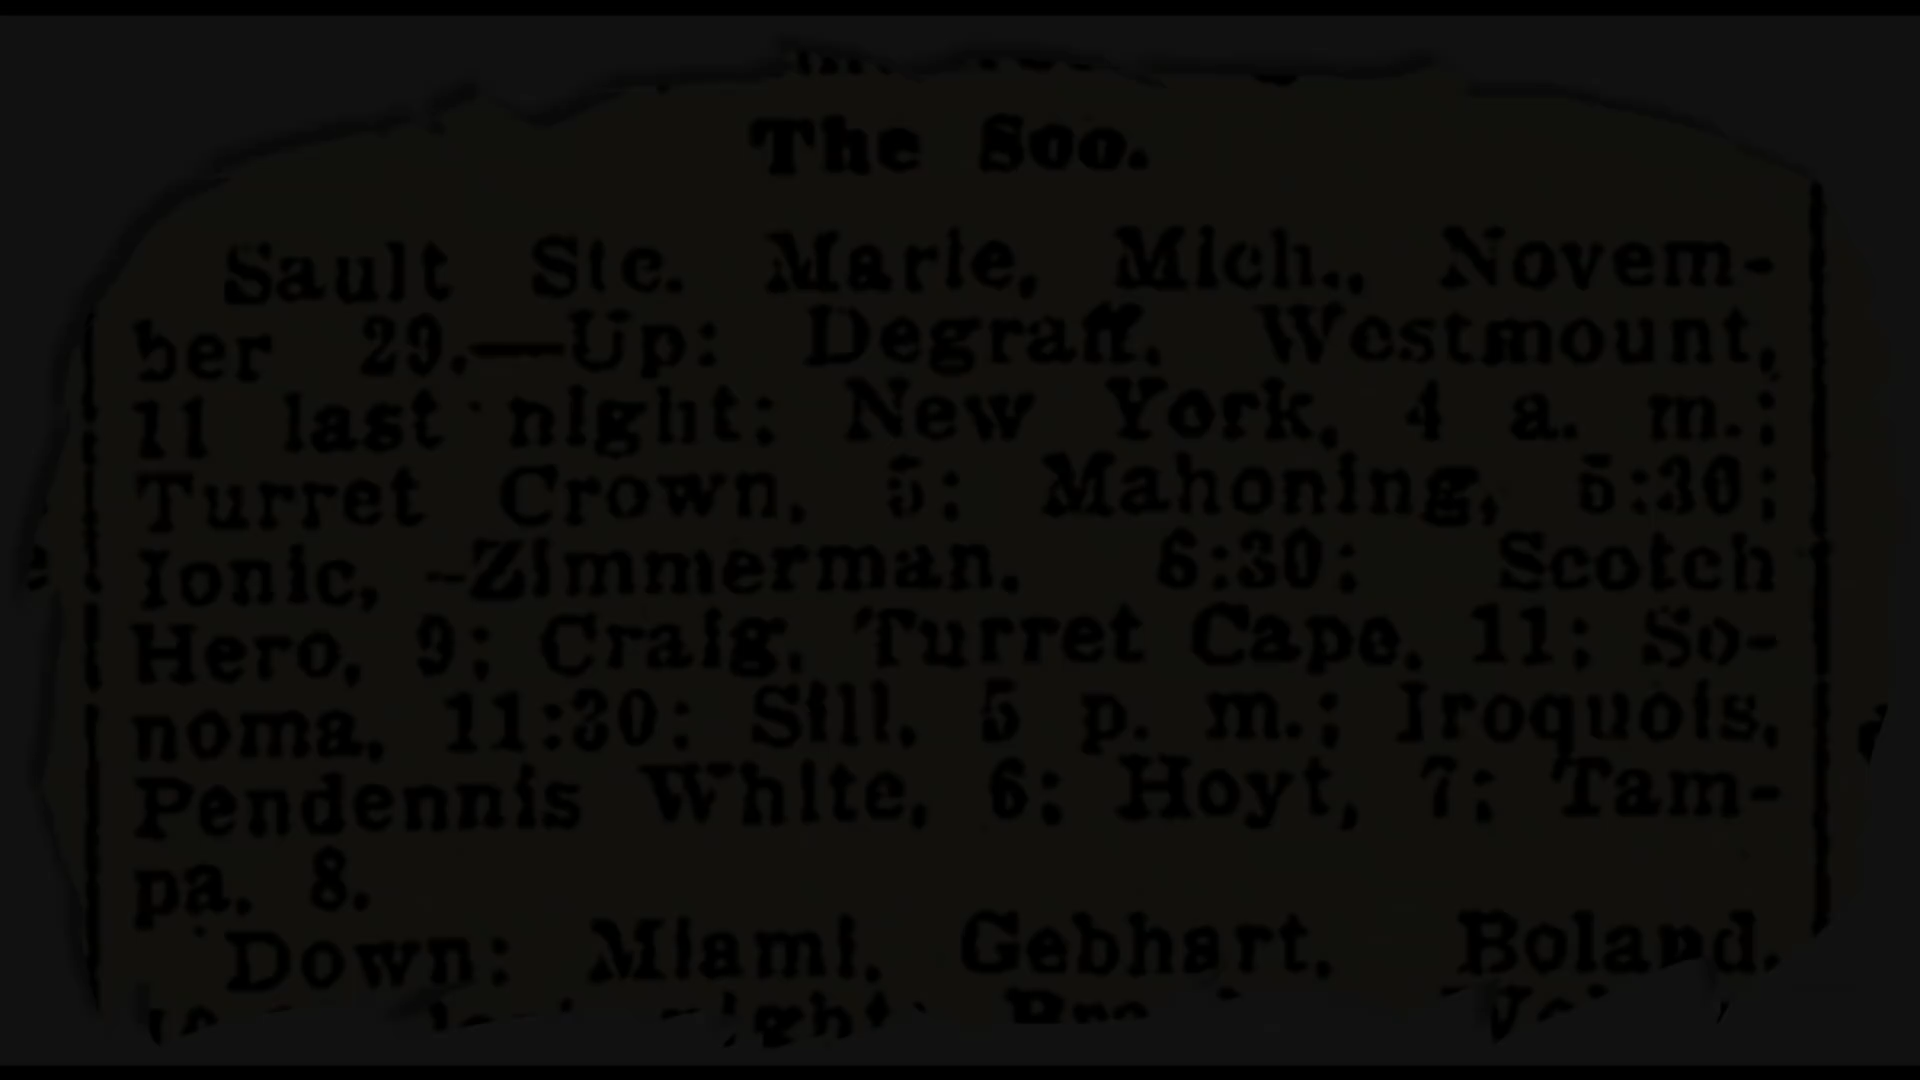 The Soo.
Sault Ste. Marie, Mich., Novem-
ber 29.—Up: Degraff, Westmount,
11 last night; New York, 4 a. m.;
Turret Crown, 5; Mahoning, 5:30;
Ionic, Zimmerman, 6:30; Scotch
Hero, 9; Craig, Turret Cape, 11; So-
noma, 11:30; Sill, 5 p. m.; Iroquois,
Pendennis White, 6; Hoyt, 7; Tam-
pa, 8.
Down: Miami, Gebhart, Boland,
night